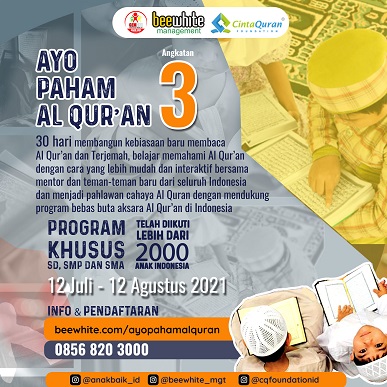 beewhite
management
CintaQuran
FOUNDATION
AYO
PAHAM
AL QUR'AN
Angkatan
3
30 hari membangun kebiasaan baru membaca
Al Qur'an dan Terjemah, belajar memahami Al Qur'an
dengan cara yang lebih mudah dan interaktif bersama
mentor dan teman-teman baru dari seluruh Indonesia
dan menjadi pahlawan cahaya Al Quran dengan mendukung
program bebas buta aksara Al Qur'an di Indonesia
PROGRAM
KHUSUS
SD, SMP DAN SMA
TELAH DIIKUTI
LEBIH DARI
2000
ANAK INDONESIA
12 Juli - 12 Agustus 2021
INFO & PENDAFTARAN
beewhite.com/ayopahamalquran
0856 820 3000
@anakbaik_id
@beewhite_mgt
@cqfoundationid